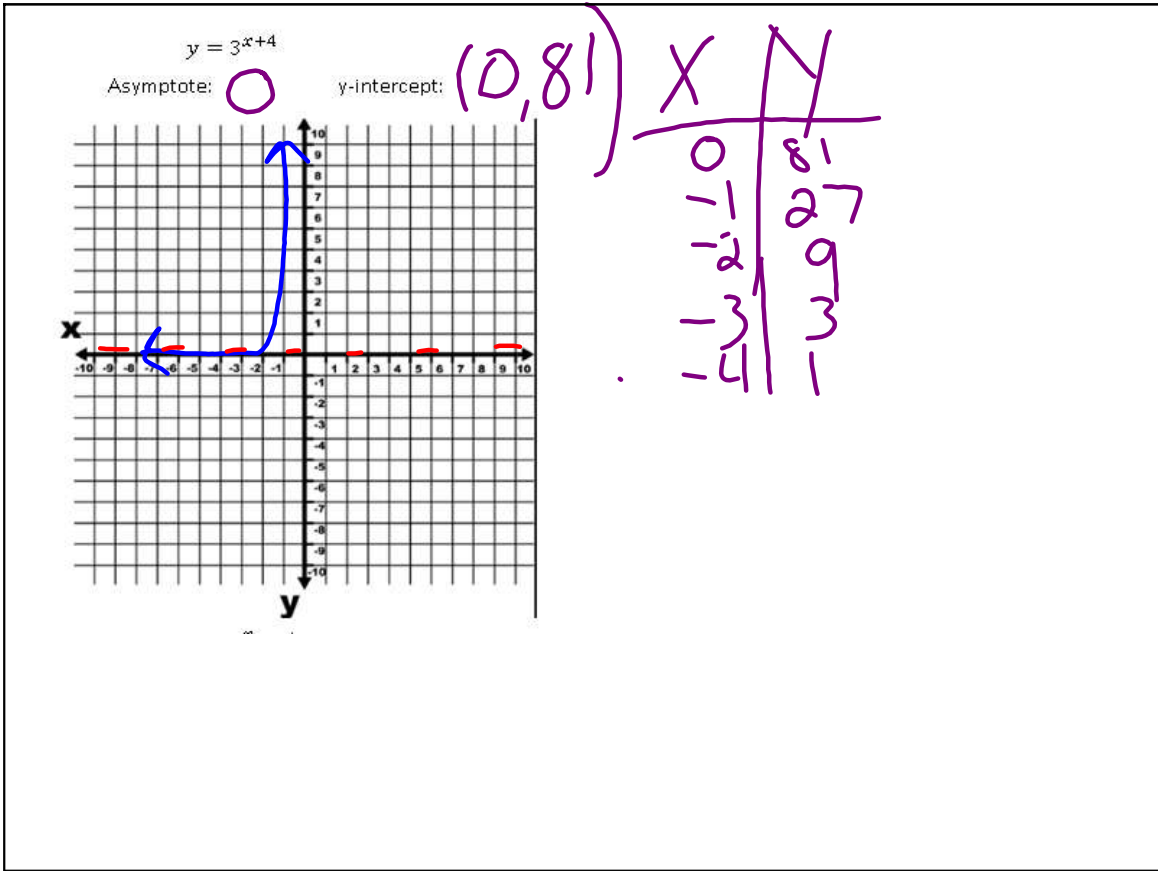 y = 3^{x+4}
Asymptote: 0 y-intercept: (0,81)
X | y
0 | 81
-1 | 27
-2 | 9
-3 | 3
-4 | 1
10
9
8
7
6
5
4
3
2
1
x
-10 -9 -8 -7 -6 -5 -4 -3 -2 -1 1 2 3 4 5 6 7 8 9 10
-1
-2
-3
-4
-5
-6
-7
-8
-9
-10
y